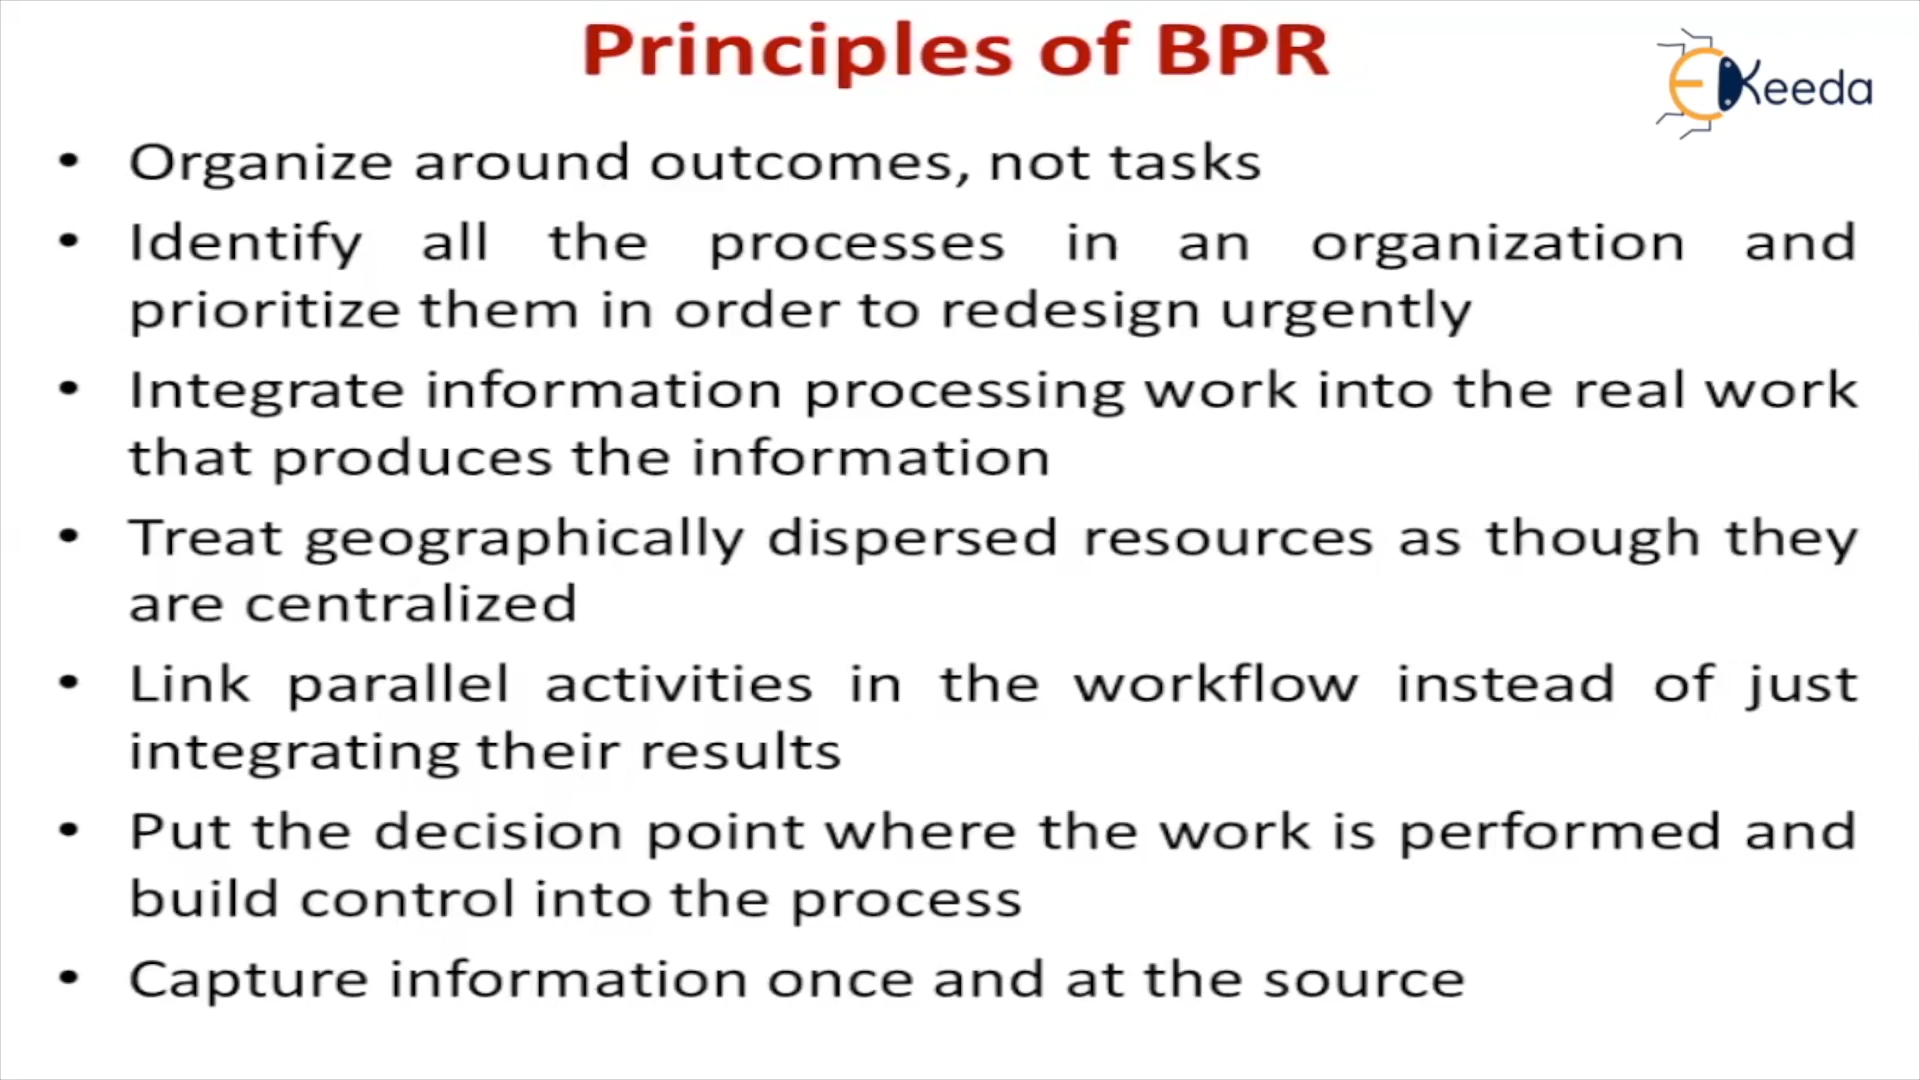 Principles of BPR
EKeeda
• Organize around outcomes, not tasks
• Identify all the processes in an organization and
prioritize them in order to redesign urgently
• Integrate information processing work into the real work
that produces the information
• Treat geographically dispersed resources as though they
are centralized
• Link parallel activities in the workflow instead of just
integrating their results
• Put the decision point where the work is performed and
build control into the process
• Capture information once and at the source